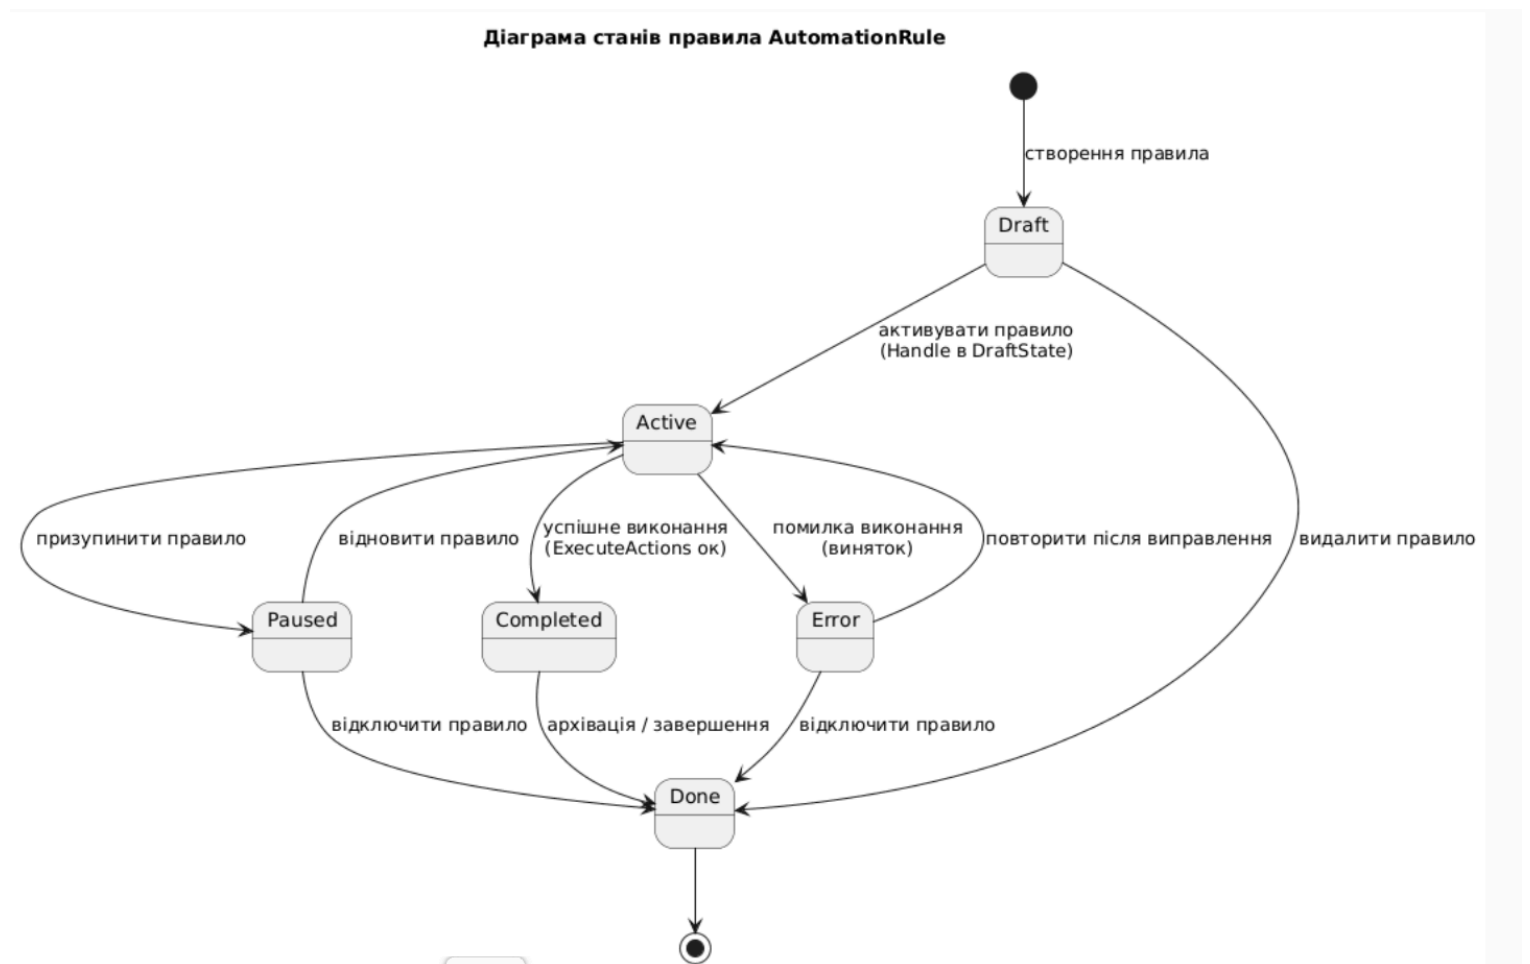 Діаграма станів правила AutomationRule
створення правила
Draft
активувати правило
(Handle в DraftState)
Active
призупинити правило
відновити правило
успішне виконання
(ExecuteActions ок)
помилка виконання
(виняток)
повторити після виправлення
видалити правило
Paused
Completed
Error
відключити правило
архівація / завершення
відключити правило
Done